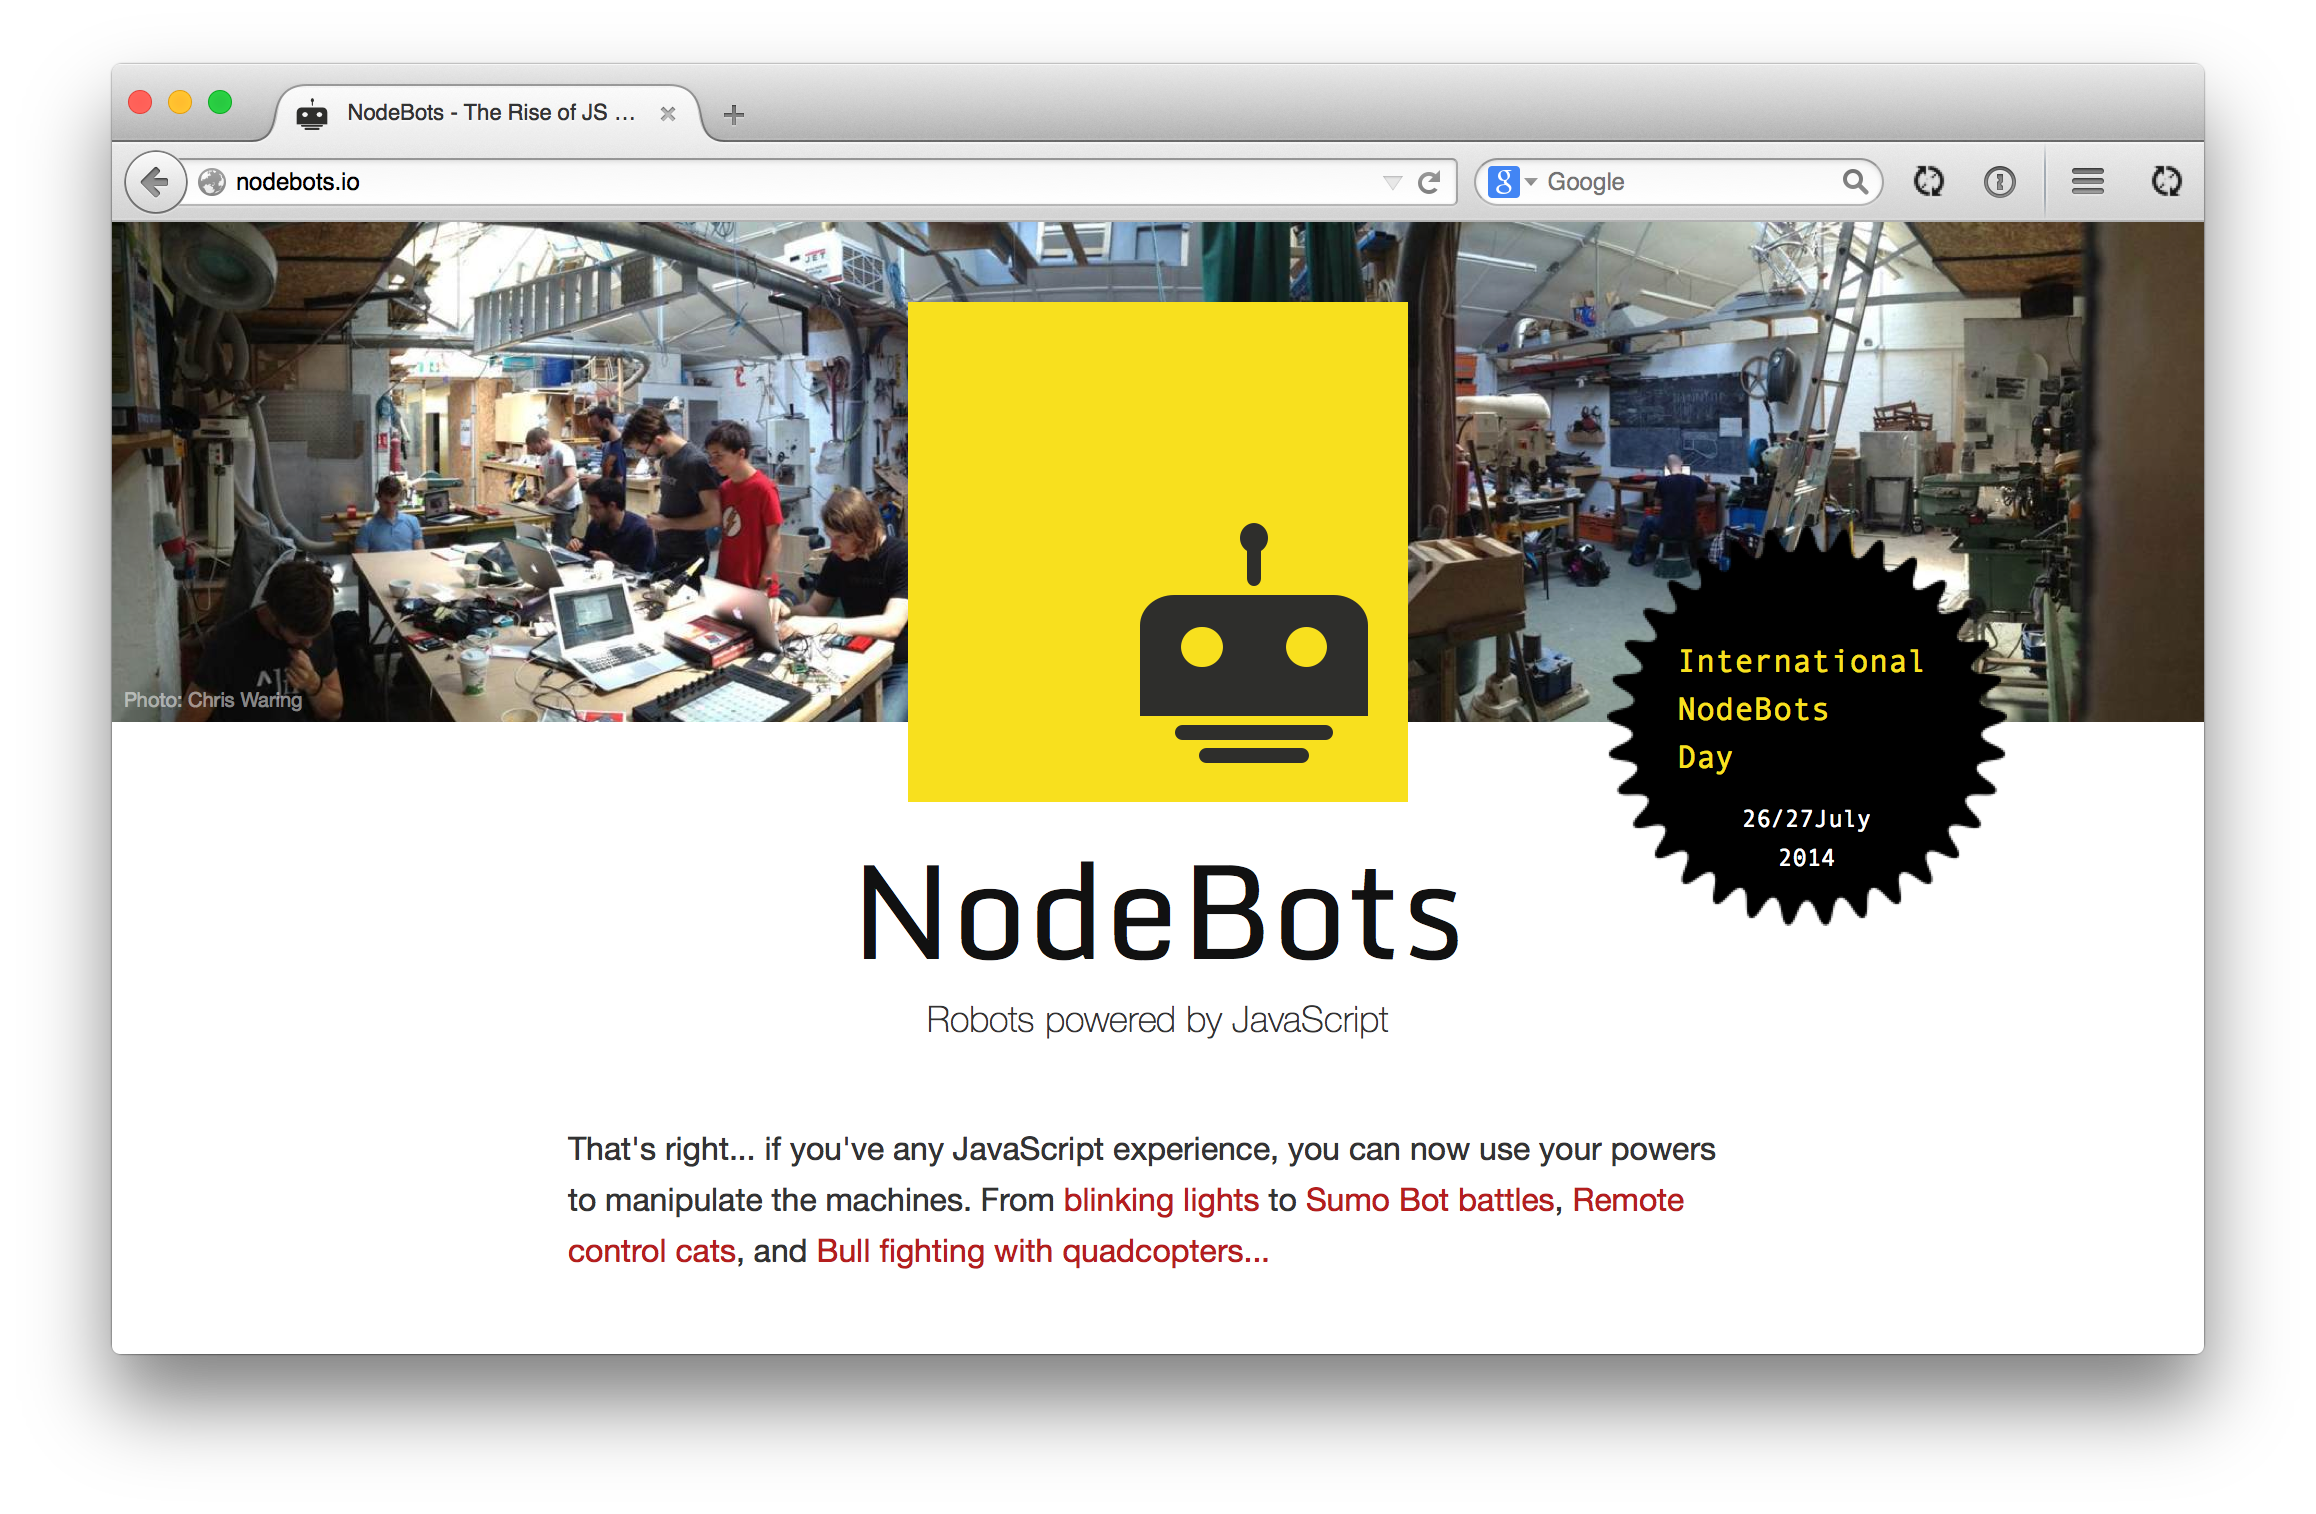 NodeBots - The Rise of JS ...
nodebots.io
g
Google
JET
Photo: Chris Waring
International
NodeBots
Day
26/27July
2014
NodeBots
Robots powered by JavaScript
That's right... if you've any JavaScript experience, you can now use your powers
to manipulate the machines. From blinking lights to Sumo Bot battles, Remote
control cats, and Bull fighting with quadcopters...